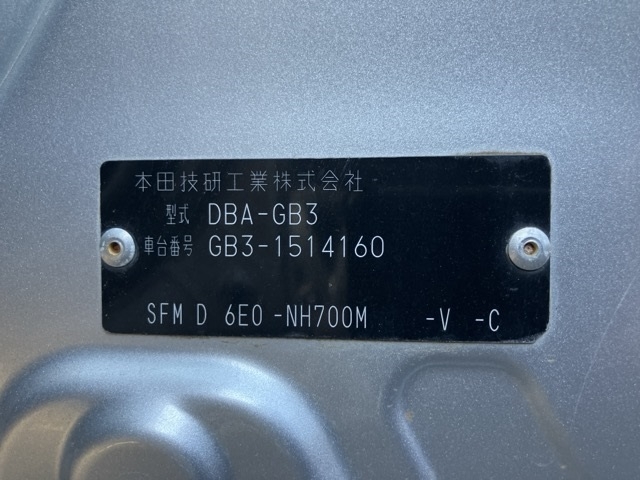 本田技研工業株式会社
型式 DBA-GB3
車台番号 GB3-1514160
SFM D 6E0 -NH700M -V -C